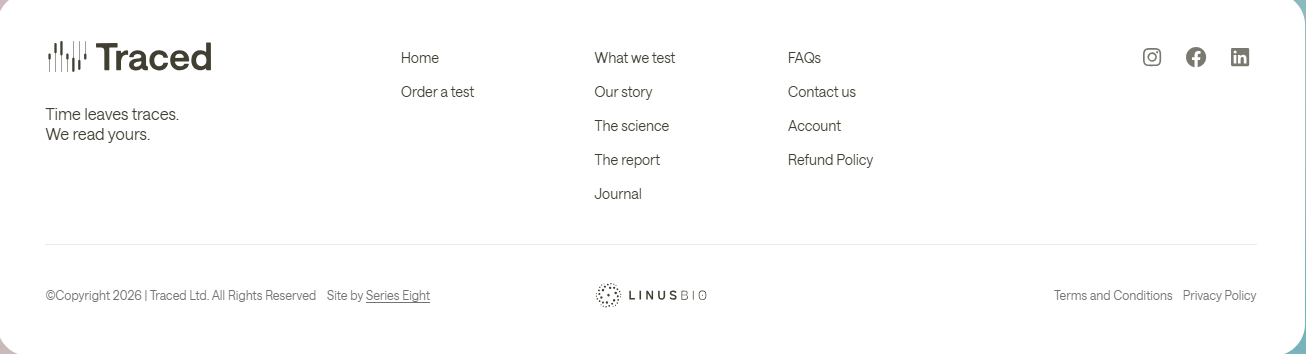 Traced
Time leaves traces.
We read yours.
Home
Order a test
What we test
Our story
The science
The report
Journal
FAQs
Contact us
Account
Refund Policy
©Copyright 2026 | Traced Ltd. All Rights Reserved Site by Series Eight
LINUSBIO
Terms and Conditions Privacy Policy